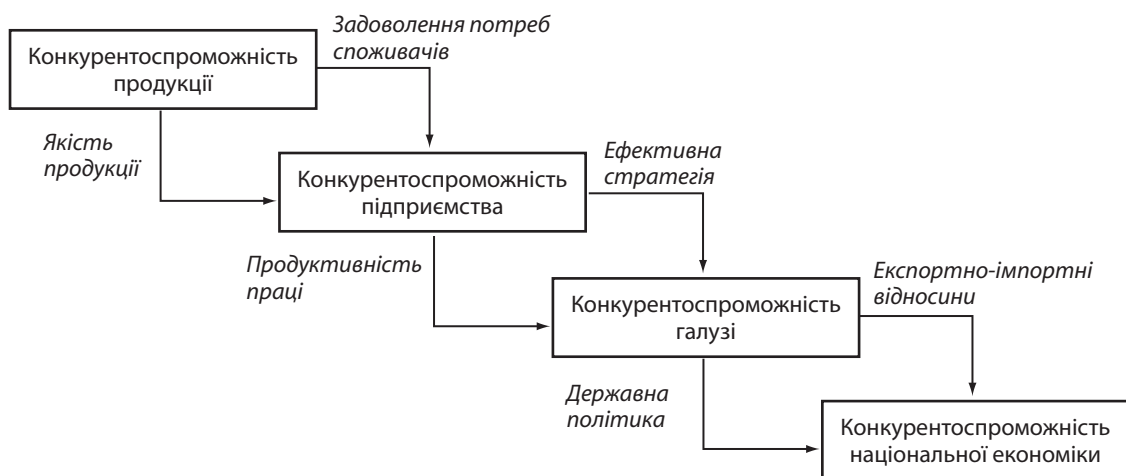 Задоволення потреб
споживачів
Конкурентоспроможність
продукції
Якість
продукції
Ефективна
стратегія
Конкурентоспроможність
підприємства
Продуктивність
праці
Експортно-імпортні
відносини
Конкурентоспроможність
галузі
Державна
політика
Конкурентоспроможність
національної економіки